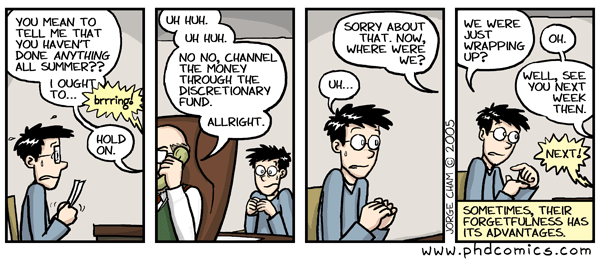 YOU MEAN TO
TELL ME THAT
YOU HAVEN'T
DONE ANYTHING
ALL SUMMER??
I OUGHT
TO...
brrring!
HOLD
ON.
UH HUH.
UH HUH.
NO NO, CHANNEL
THE MONEY
THROUGH THE
DISCRETIONARY
FUND.
ALLRIGHT.
SORRY ABOUT
THAT. NOW,
WHERE WERE
WE?
UH...
JORGE CHAM © 2005
WE WERE
JUST
WRAPPING
UP?
OH.
WELL, SEE
YOU NEXT
WEEK
THEN.
NEXT!
SOMETIMES, THEIR
FORGETFULNESS HAS
ITS ADVANTAGES.
www.phdcomics.com